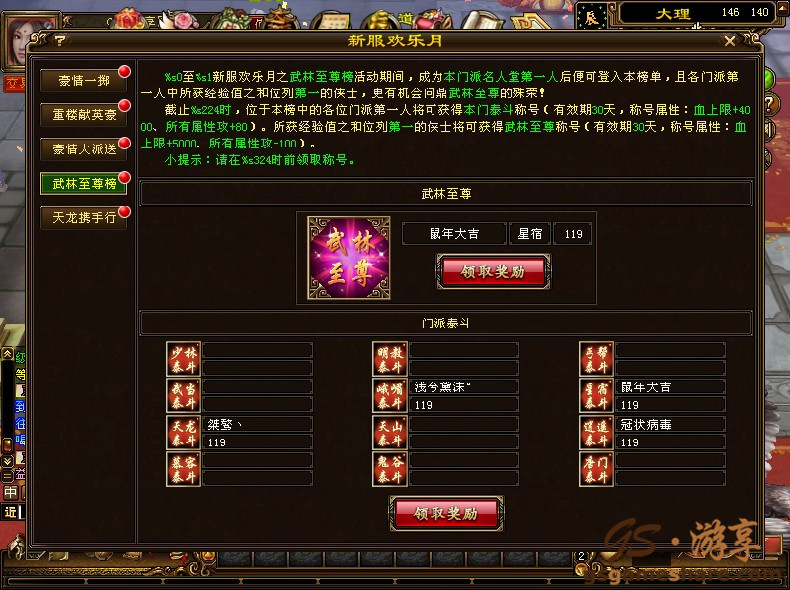 辰
大理
146 140
?
新服欢乐月
×
交易
豪情一掷
重楼献英豪
豪情人派送
武林至尊榜
天龙携手行
%s0至%s1新服欢乐月之武林至尊榜活动期间，成为本门派名人堂第一人后便可登入本榜单，且各门派第
一人中所获经验值之和位列第一的侠士，更有机会问鼎武林至尊的殊荣！
截止%s224时，位于本榜中的各位门派第一人将可获得本门泰斗称号（有效期30天，称号属性：血上限+40
00、所有属性攻+80）。所获经验值之和位列第一的侠士将可获得武林至尊称号（有效期30天，称号属性：血
上限+5000、所有属性攻-100）。
小提示：请在%s324时前领取称号。
武林至尊
武林
至尊
鼠年大吉 星宿 119
领取奖励
门派泰斗
少林
泰斗
明教
泰斗
丐帮
泰斗
武当
泰斗
峨嵋
泰斗
浅兮黛沫~
119
星宿
泰斗
鼠年大吉
119
天龙
泰斗
桀骜丶
119
天山
泰斗
逍遥
泰斗
冠状病毒
119
慕容
泰斗
鬼谷
泰斗
唐门
泰斗
领取奖励
甲
近
2
GS·游享